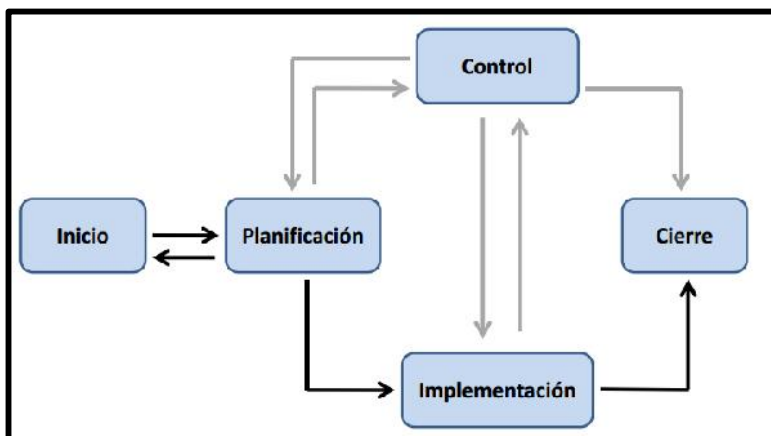 Control
Inicio
Planificación
Cierre
Implementación